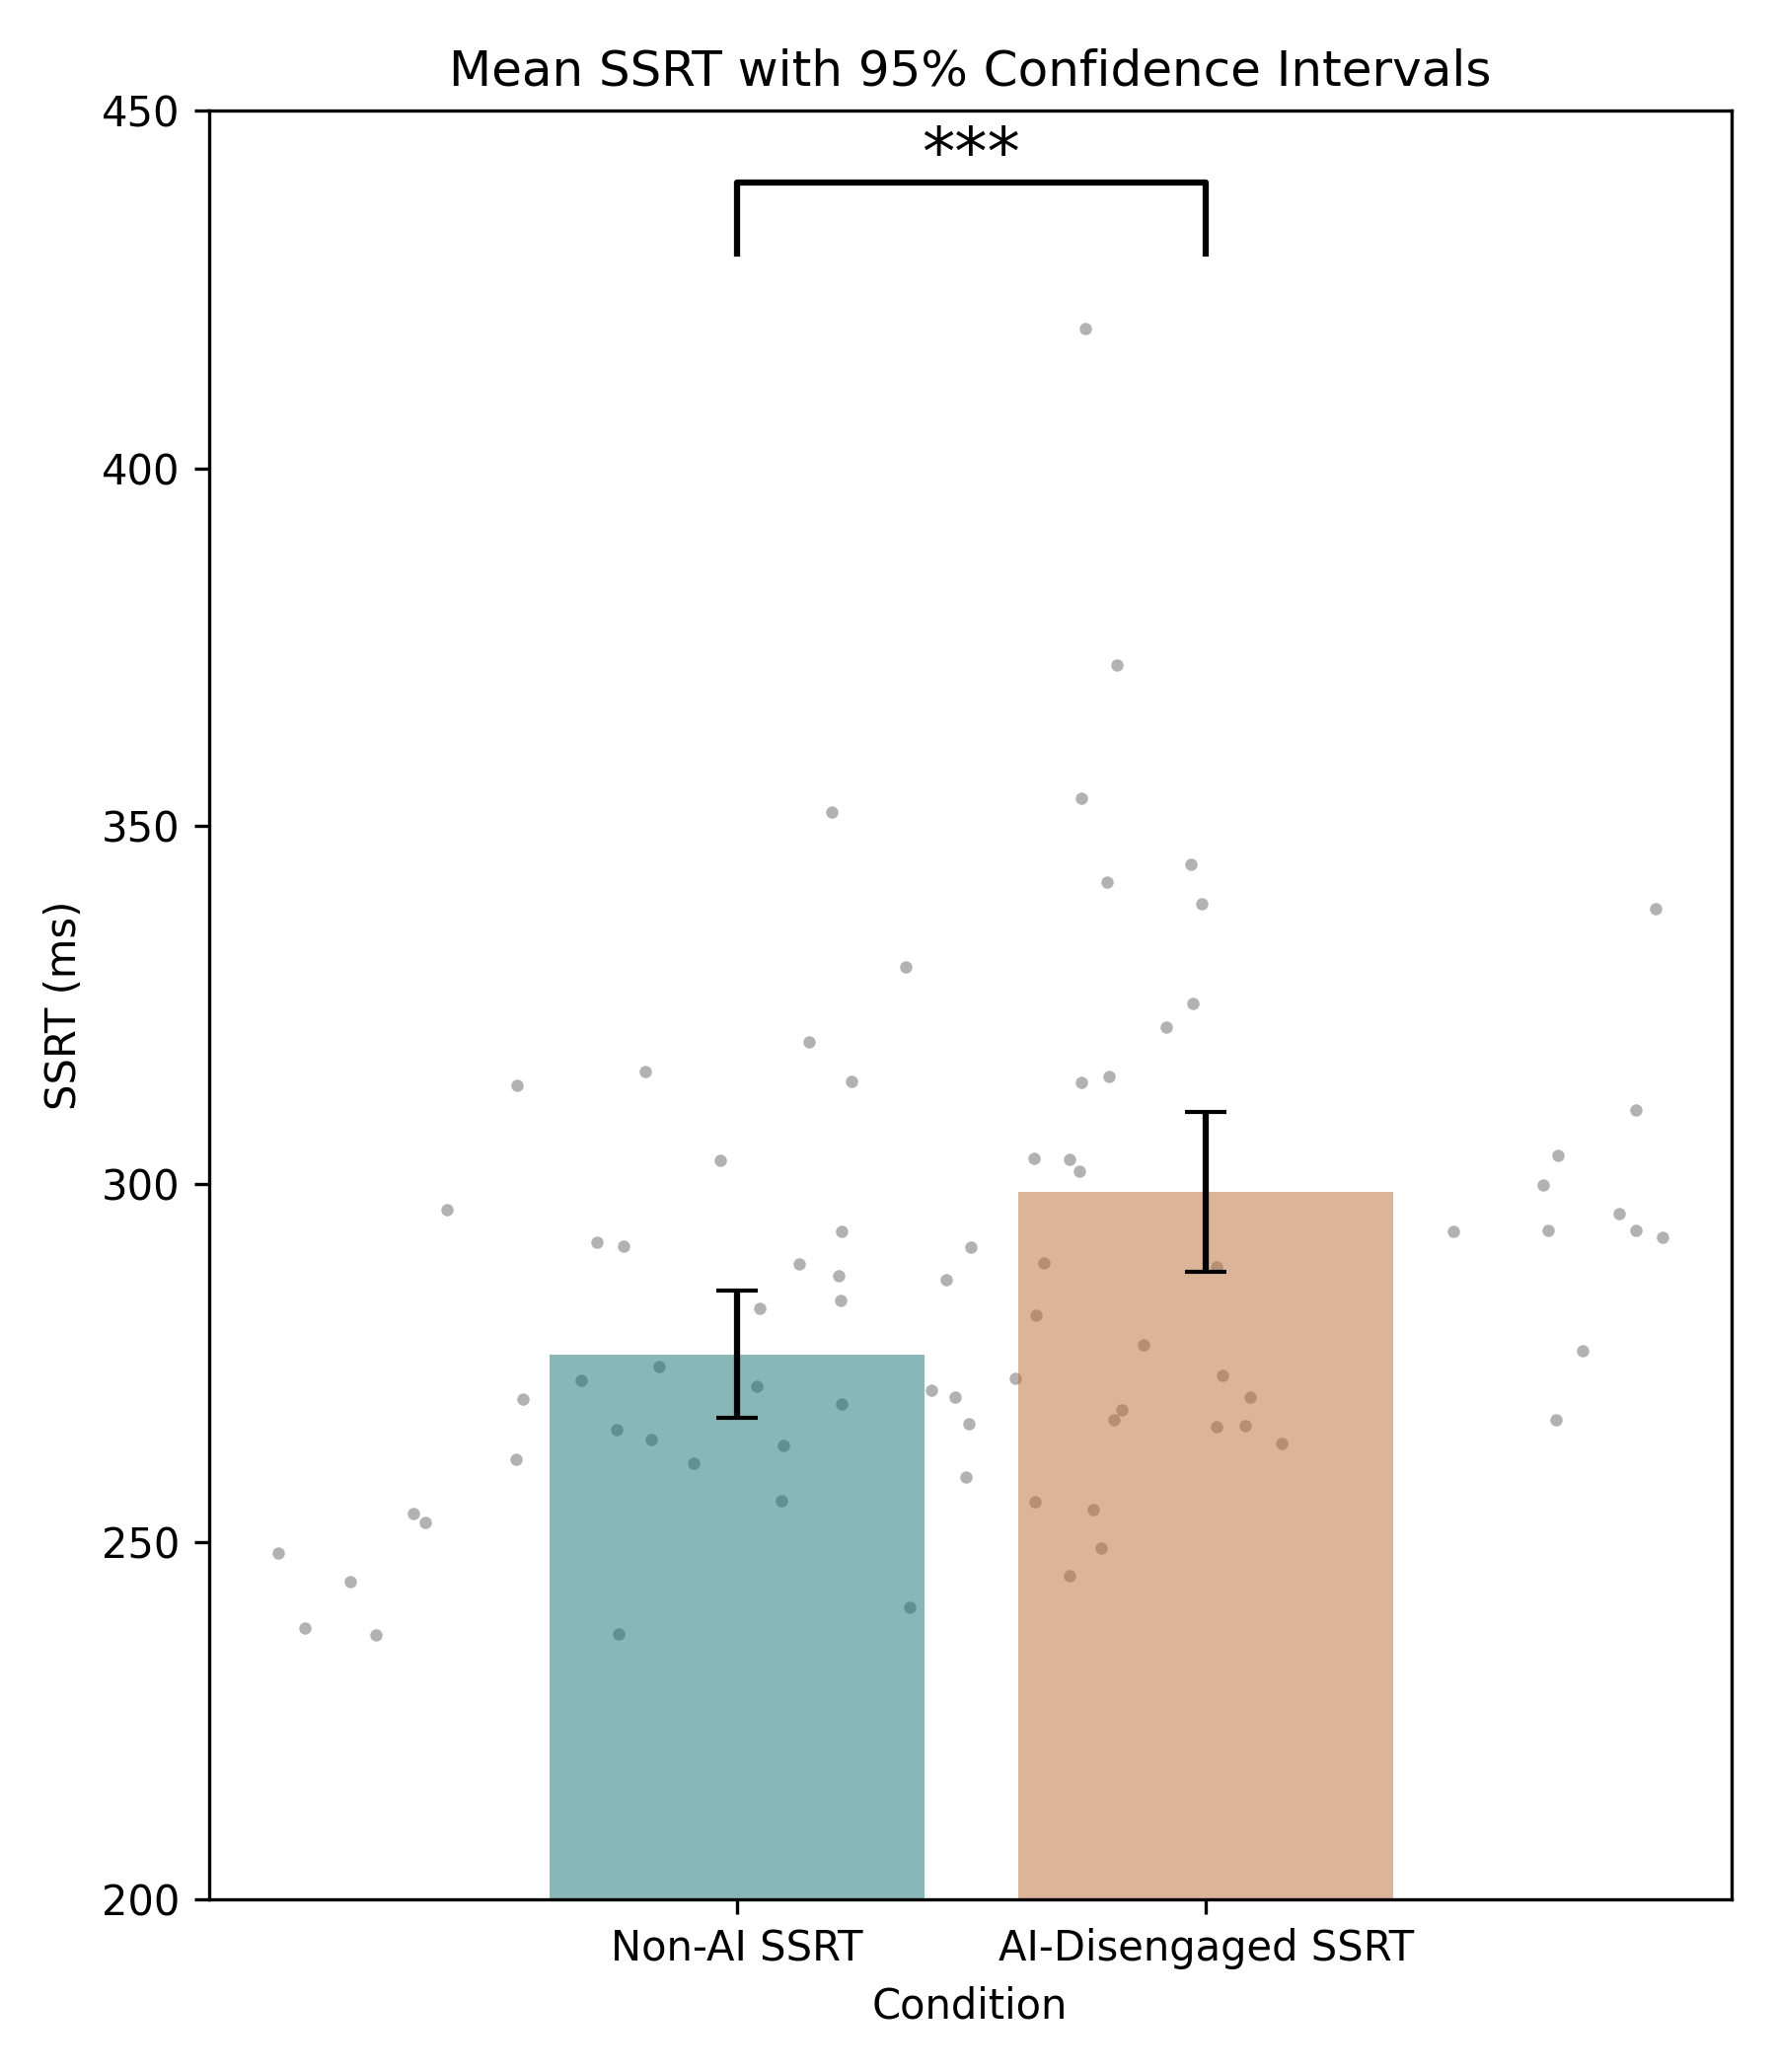 Mean SSRT with 95% Confidence Intervals
***
450
400
350
300
250
200
SSRT (ms)
Non-AI SSRT
AI-Disengaged SSRT
Condition